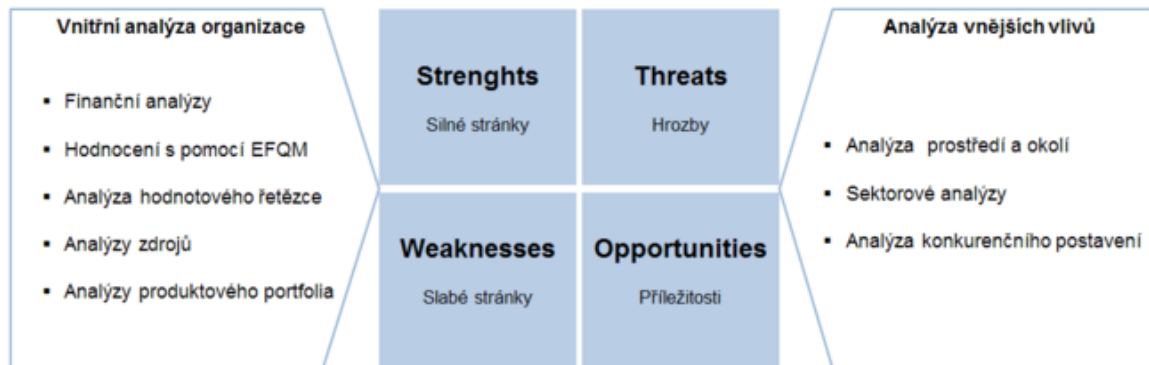 Vnitřní analýza organizace
▪ Finanční analýzy
▪ Hodnocení s pomocí EFQM
▪ Analýza hodnotového řetězce
▪ Analýzy zdrojů
▪ Analýzy produktového portfolia
Strenghts
Silné stránky
Threats
Hrozby
Weaknesses
Slabé stránky
Opportunities
Příležitosti
Analýza vnějších vlivů
▪ Analýza prostředí a okolí
▪ Sektorové analýzy
▪ Analýza konkurenčního postavení